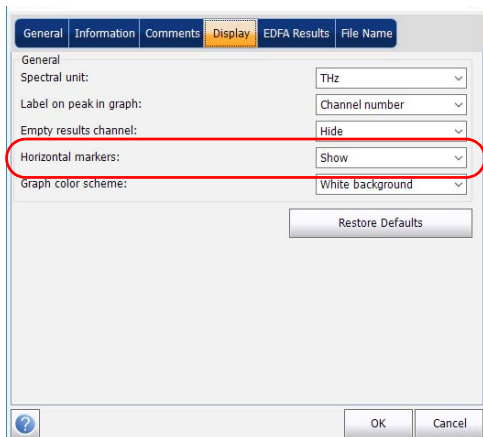 General Information Comments Display EDFA Results File Name
General
Spectral unit: THz
Label on peak in graph: Channel number
Empty results channel: Hide
Horizontal markers: Show
Graph color scheme: White background
Restore Defaults
? OK Cancel